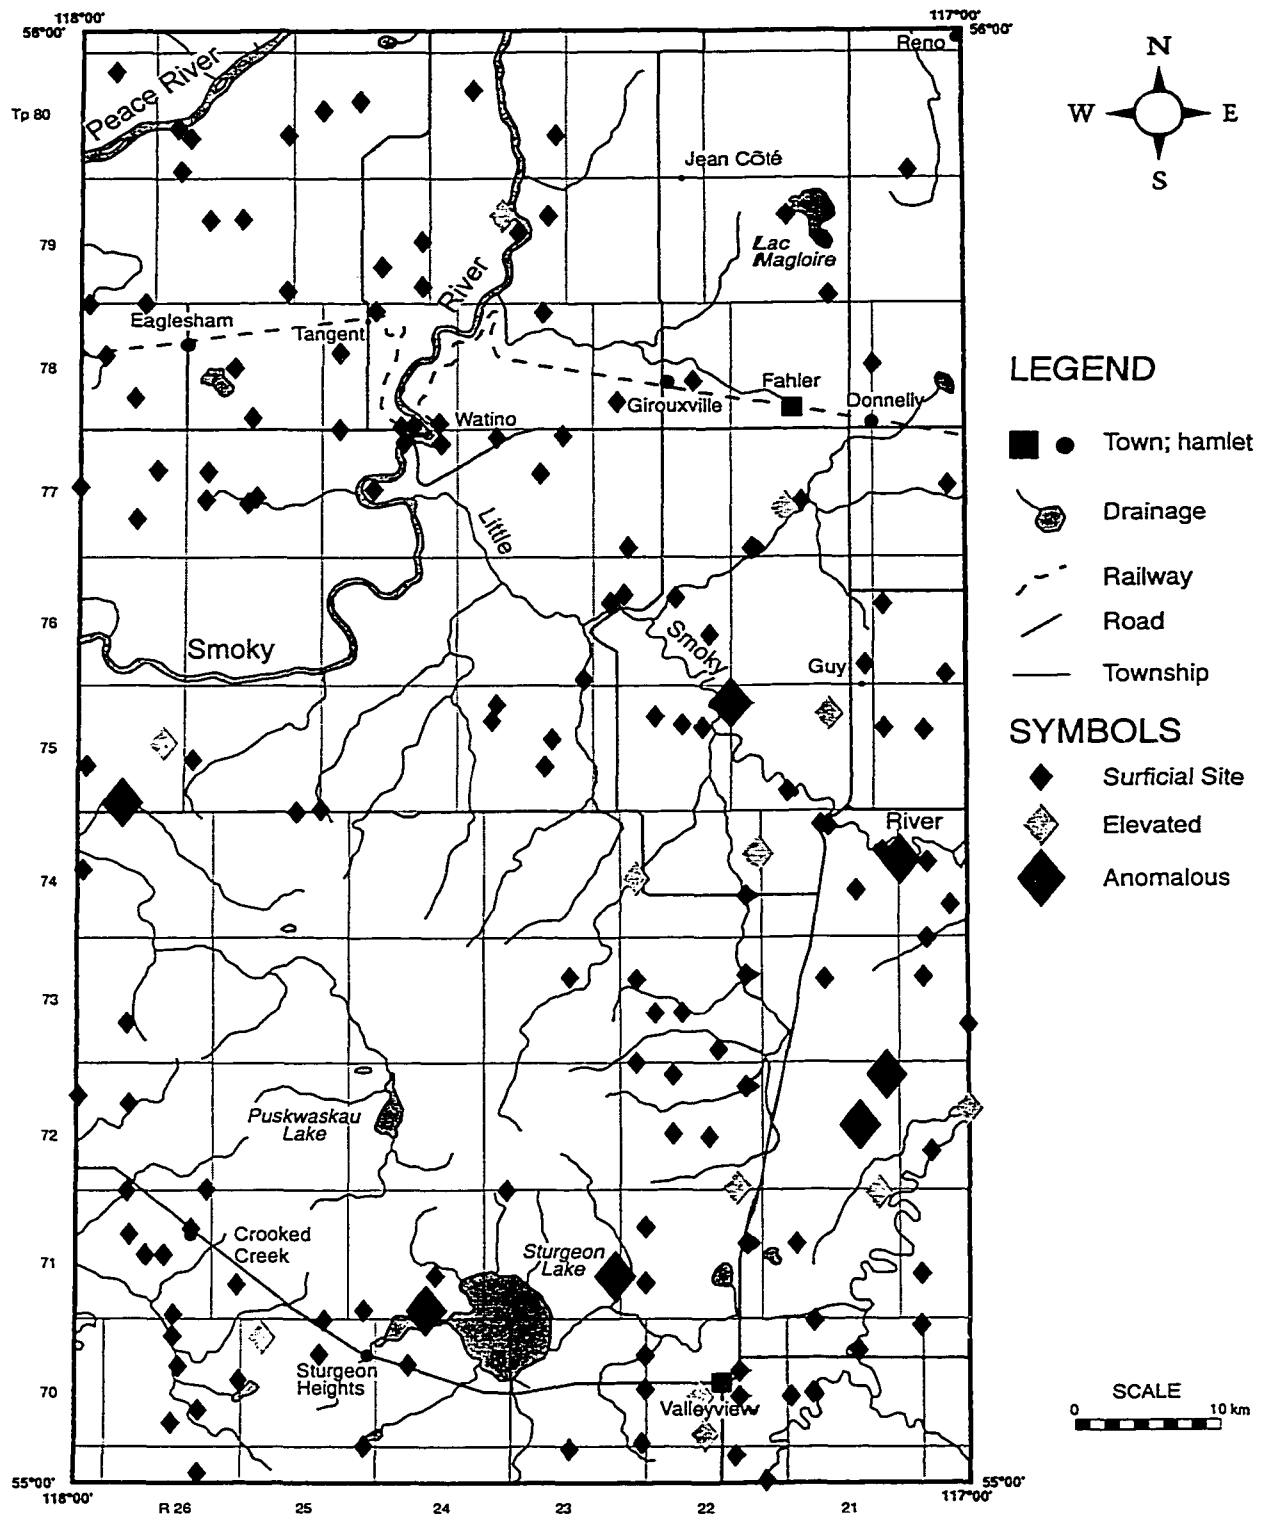 118°00'
117°00'
56°00'
56°00'
Reno
N
W
E
S
Peace River
Tp 80
Jean Côté
79
Lac
Magloire
River
Eaglesham
Tangent
78
Fahler
Girouxville
Donnelly
Watino
77
Little
76
Smoky
Smoky
Guy
75
River
74
73
Puskwaskau
Lake
72
Crooked
Creek
Sturgeon
Lake
71
Sturgeon
Heights
70
Valleyview
55°00'
55°00'
118°00'
117°00'
R 26
25
24
23
22
21
LEGEND
Town; hamlet
Drainage
Railway
Road
Township
SYMBOLS
Surficial Site
Elevated
Anomalous
SCALE
0
10 km